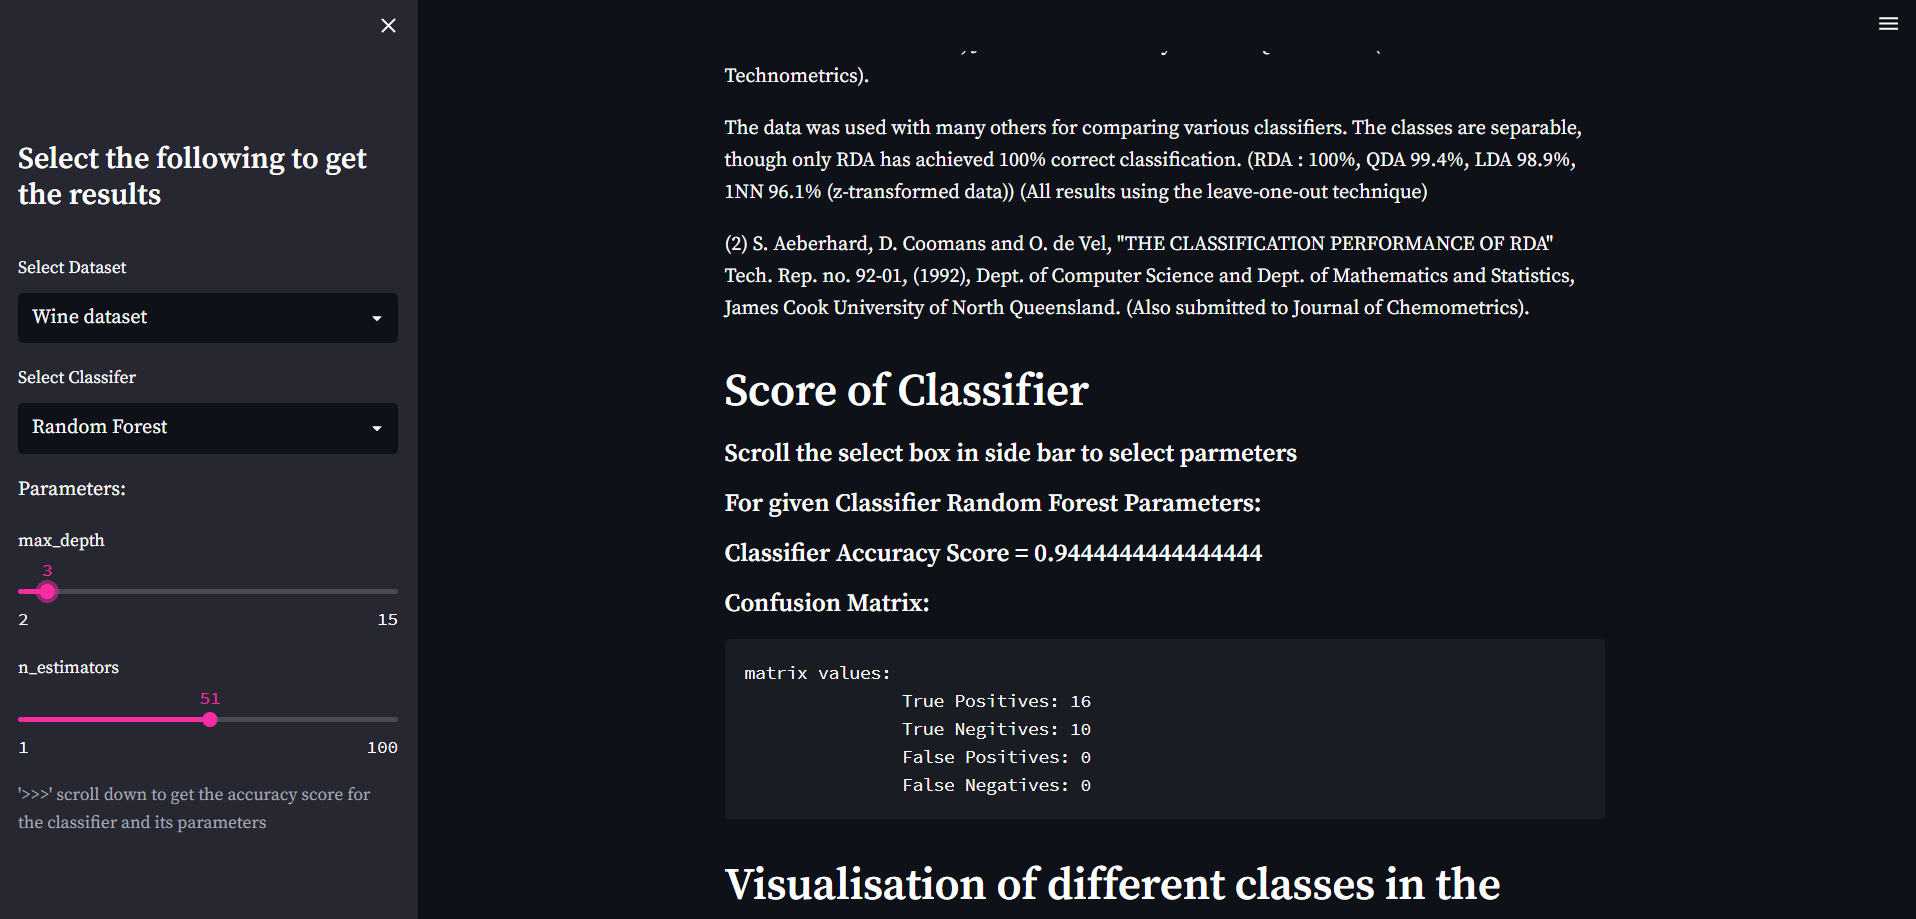 Select the following to get
the results
Select Dataset
Wine dataset
Select Classifer
Random Forest
Parameters:
max_depth
3
2 15
n_estimators
51
1 100
'>>>' scroll down to get the accuracy score for
the classifier and its parameters
Technometrics).
The data was used with many others for comparing various classifiers. The classes are separable,
though only RDA has achieved 100% correct classification. (RDA : 100%, QDA 99.4%, LDA 98.9%,
1NN 96.1% (z-transformed data)) (All results using the leave-one-out technique)
(2) S. Aeberhard, D. Coomans and O. de Vel, "THE CLASSIFICATION PERFORMANCE OF RDA"
Tech. Rep. no. 92-01, (1992), Dept. of Computer Science and Dept. of Mathematics and Statistics,
James Cook University of North Queensland. (Also submitted to Journal of Chemometrics).
Score of Classifier
Scroll the select box in side bar to select parmeters
For given Classifier Random Forest Parameters:
Classifier Accuracy Score = 0.9444444444444444
Confusion Matrix:
matrix values:
True Positives: 16
True Negitives: 10
False Positives: 0
False Negatives: 0
Visualisation of different classes in the